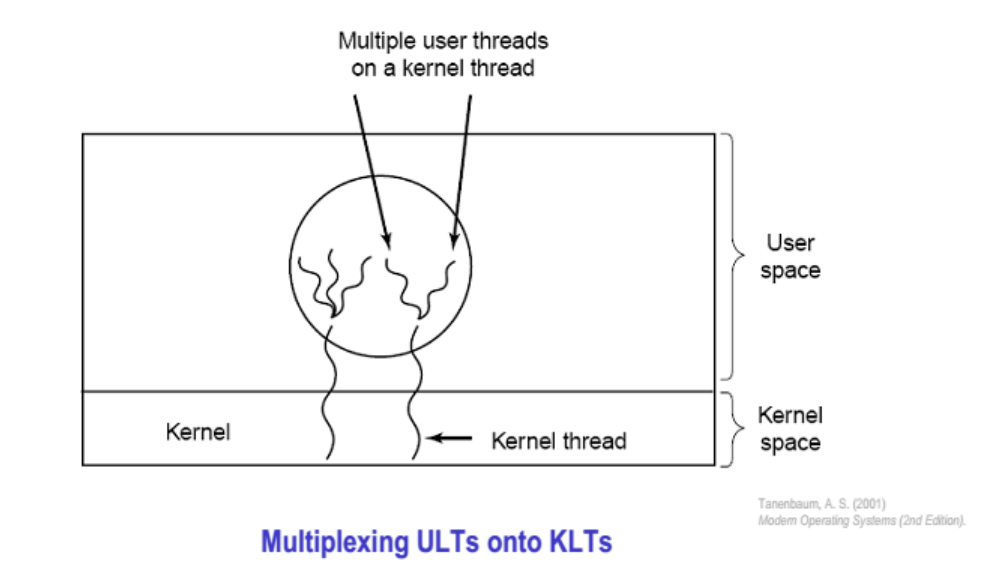 Multiple user threads
on a kernel thread
User
space
Kernel
Kernel thread
Kernel
space
Tanenbaum, A. S. (2001)
Modern Operating Systems (2nd Edition).
Multiplexing ULTs onto KLTs